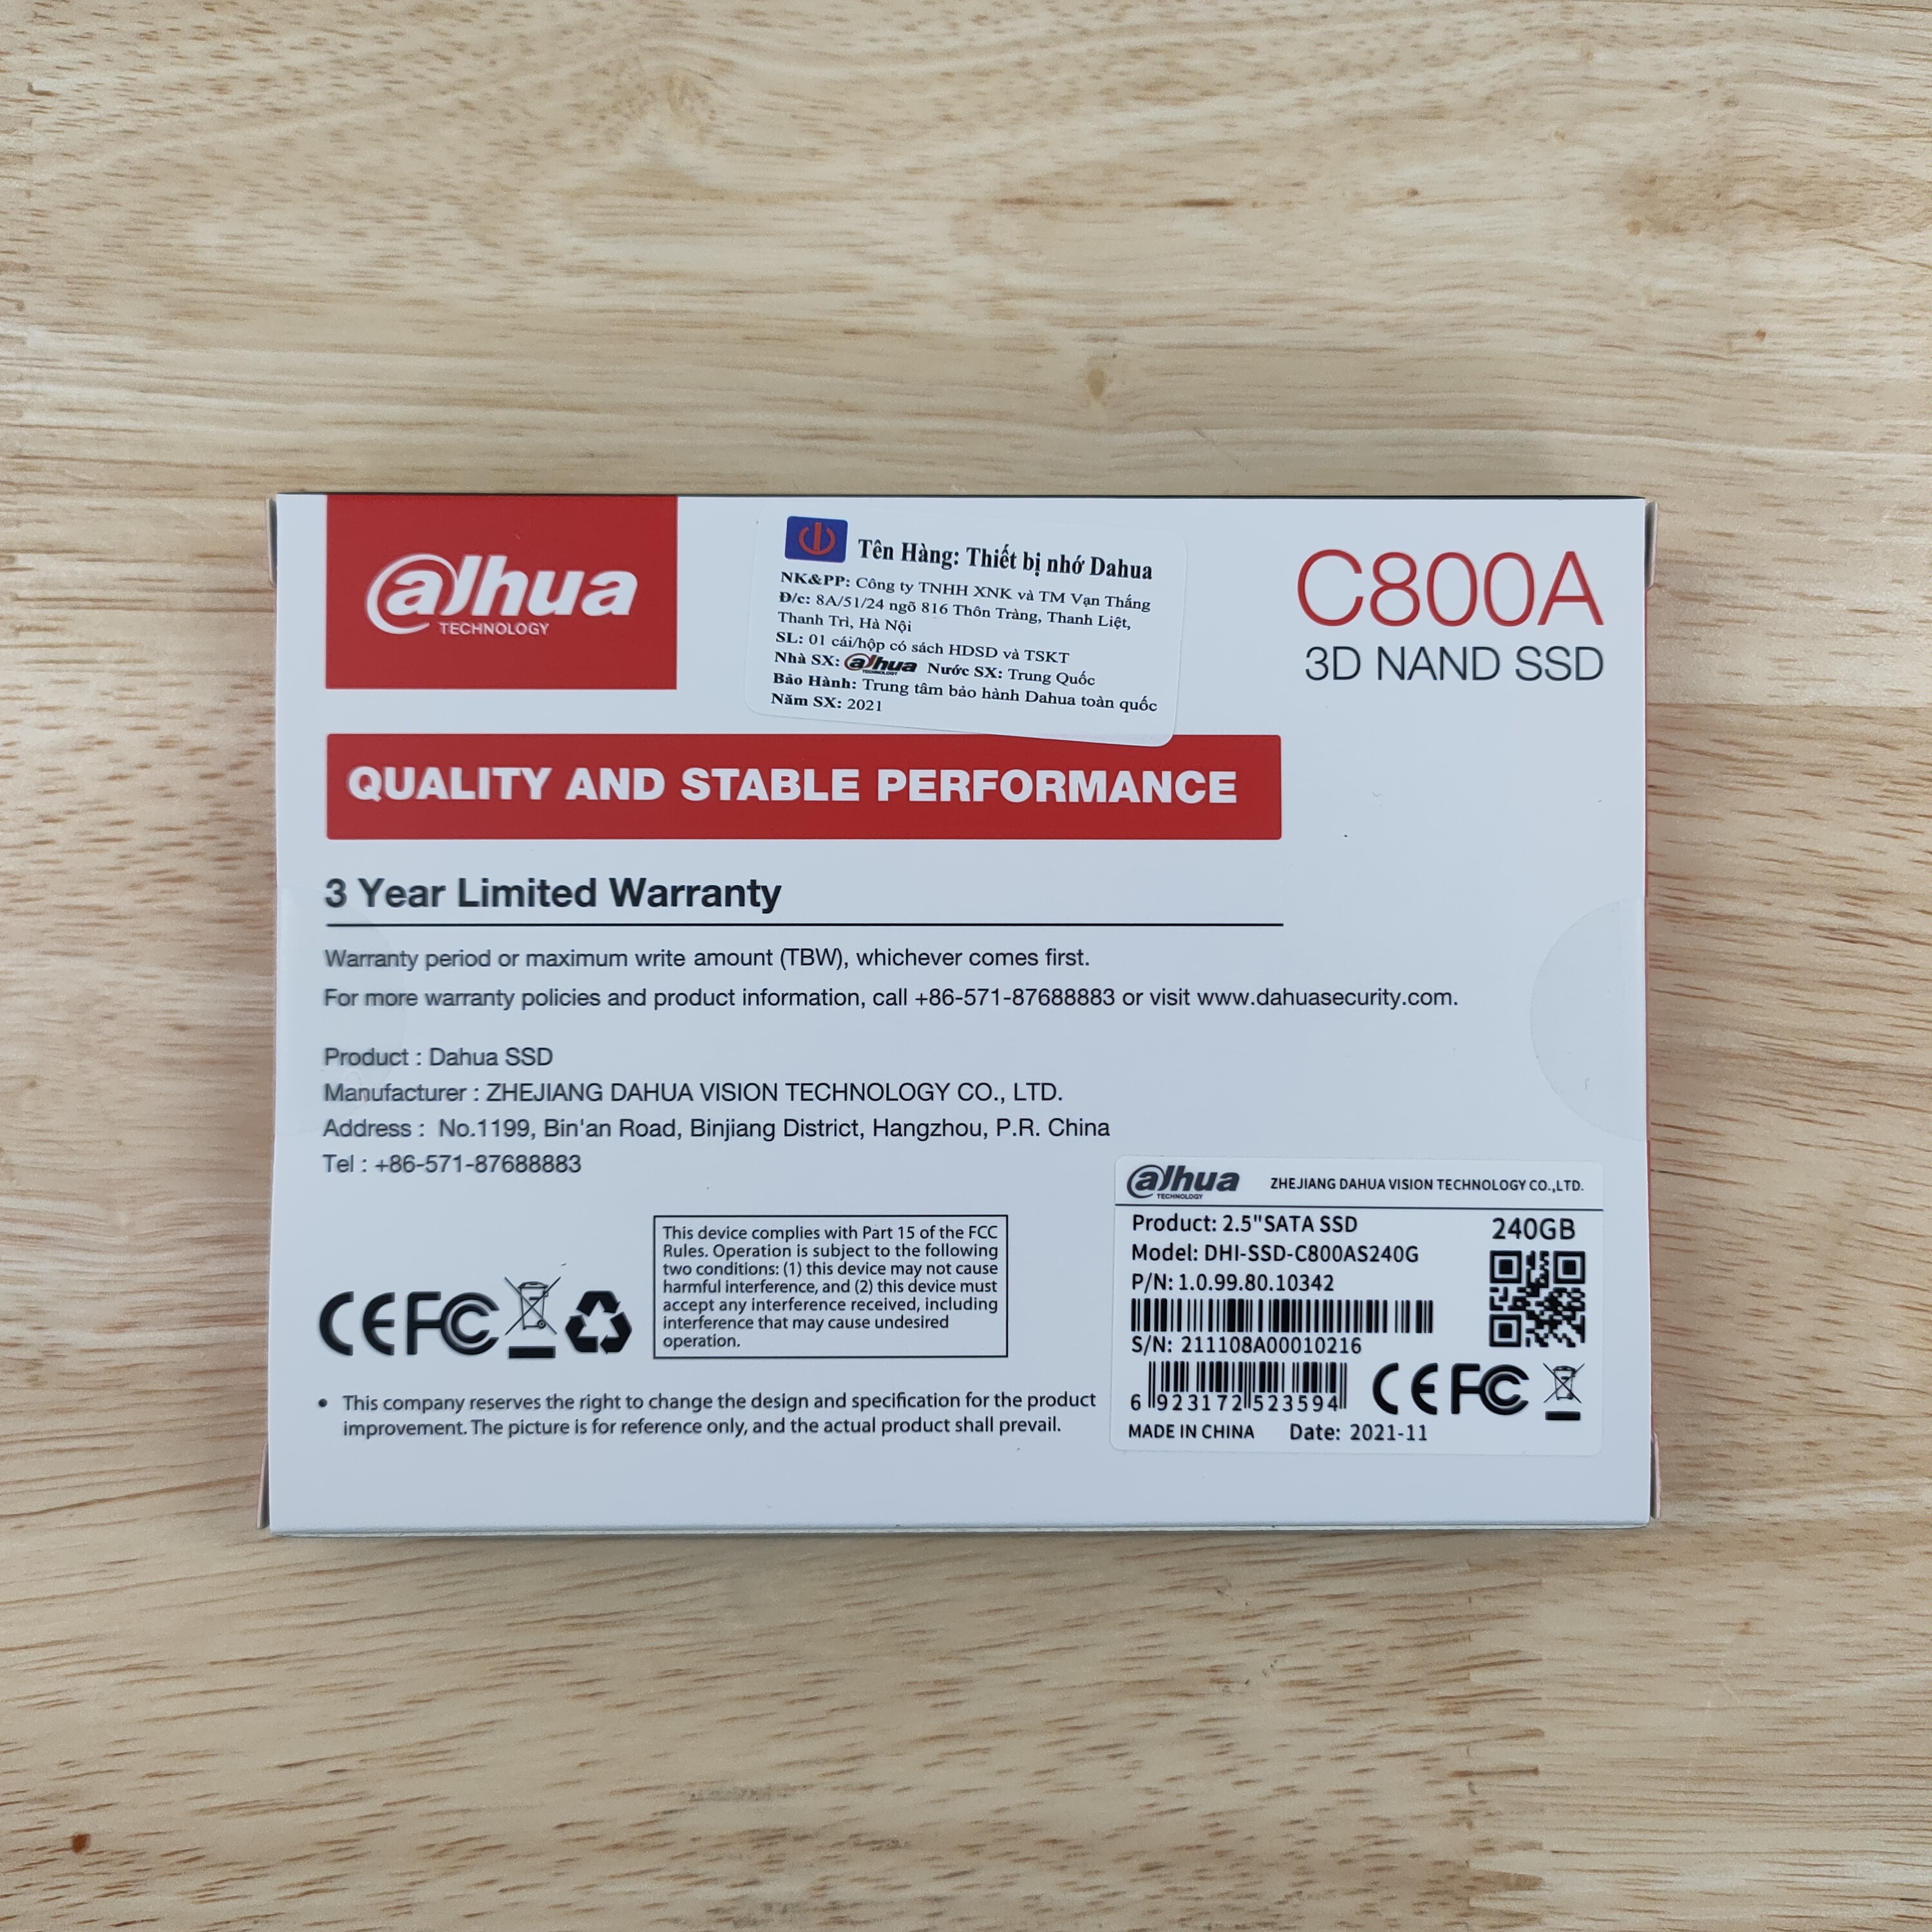 alhua
TECHNOLOGY
Tên Hàng: Thiết bị nhớ Dahua
NK&PP: Công ty TNHH XNK và TM Vạn Thắng
Đ/c: 8A/51/24 ngõ 816 Thôn Tràng, Thanh Liệt,
Thanh Trì, Hà Nội
SL: 01 cái/hộp có sách HDSD và TSKT
Nhà SX: alhua TECHNOLOGY Nước SX: Trung Quốc
Bảo Hành: Trung tâm bảo hành Dahua toàn quốc
Năm SX: 2021
C800A
3D NAND SSD
QUALITY AND STABLE PERFORMANCE
3 Year Limited Warranty
Warranty period or maximum write amount (TBW), whichever comes first.
For more warranty policies and product information, call +86-571-87688883 or visit www.dahuasecurity.com.
Product : Dahua SSD
Manufacturer : ZHEJIANG DAHUA VISION TECHNOLOGY CO., LTD.
Address : No.1199, Bin'an Road, Binjiang District, Hangzhou, P.R. China
Tel : +86-571-87688883
CE FC
This device complies with Part 15 of the FCC
Rules. Operation is subject to the following
two conditions: (1) this device may not cause
harmful interference, and (2) this device must
accept any interference received, including
interference that may cause undesired
operation.
• This company reserves the right to change the design and specification for the product
improvement. The picture is for reference only, and the actual product shall prevail.
alhua
TECHNOLOGY
ZHEJIANG DAHUA VISION TECHNOLOGY CO.,LTD.
Product: 2.5"SATA SSD
240GB
Model: DHI-SSD-C800AS240G
P/N: 1.0.99.80.10342
S/N: 211108A00010216
6 923172 523594
CE FC
MADE IN CHINA Date: 2021-11